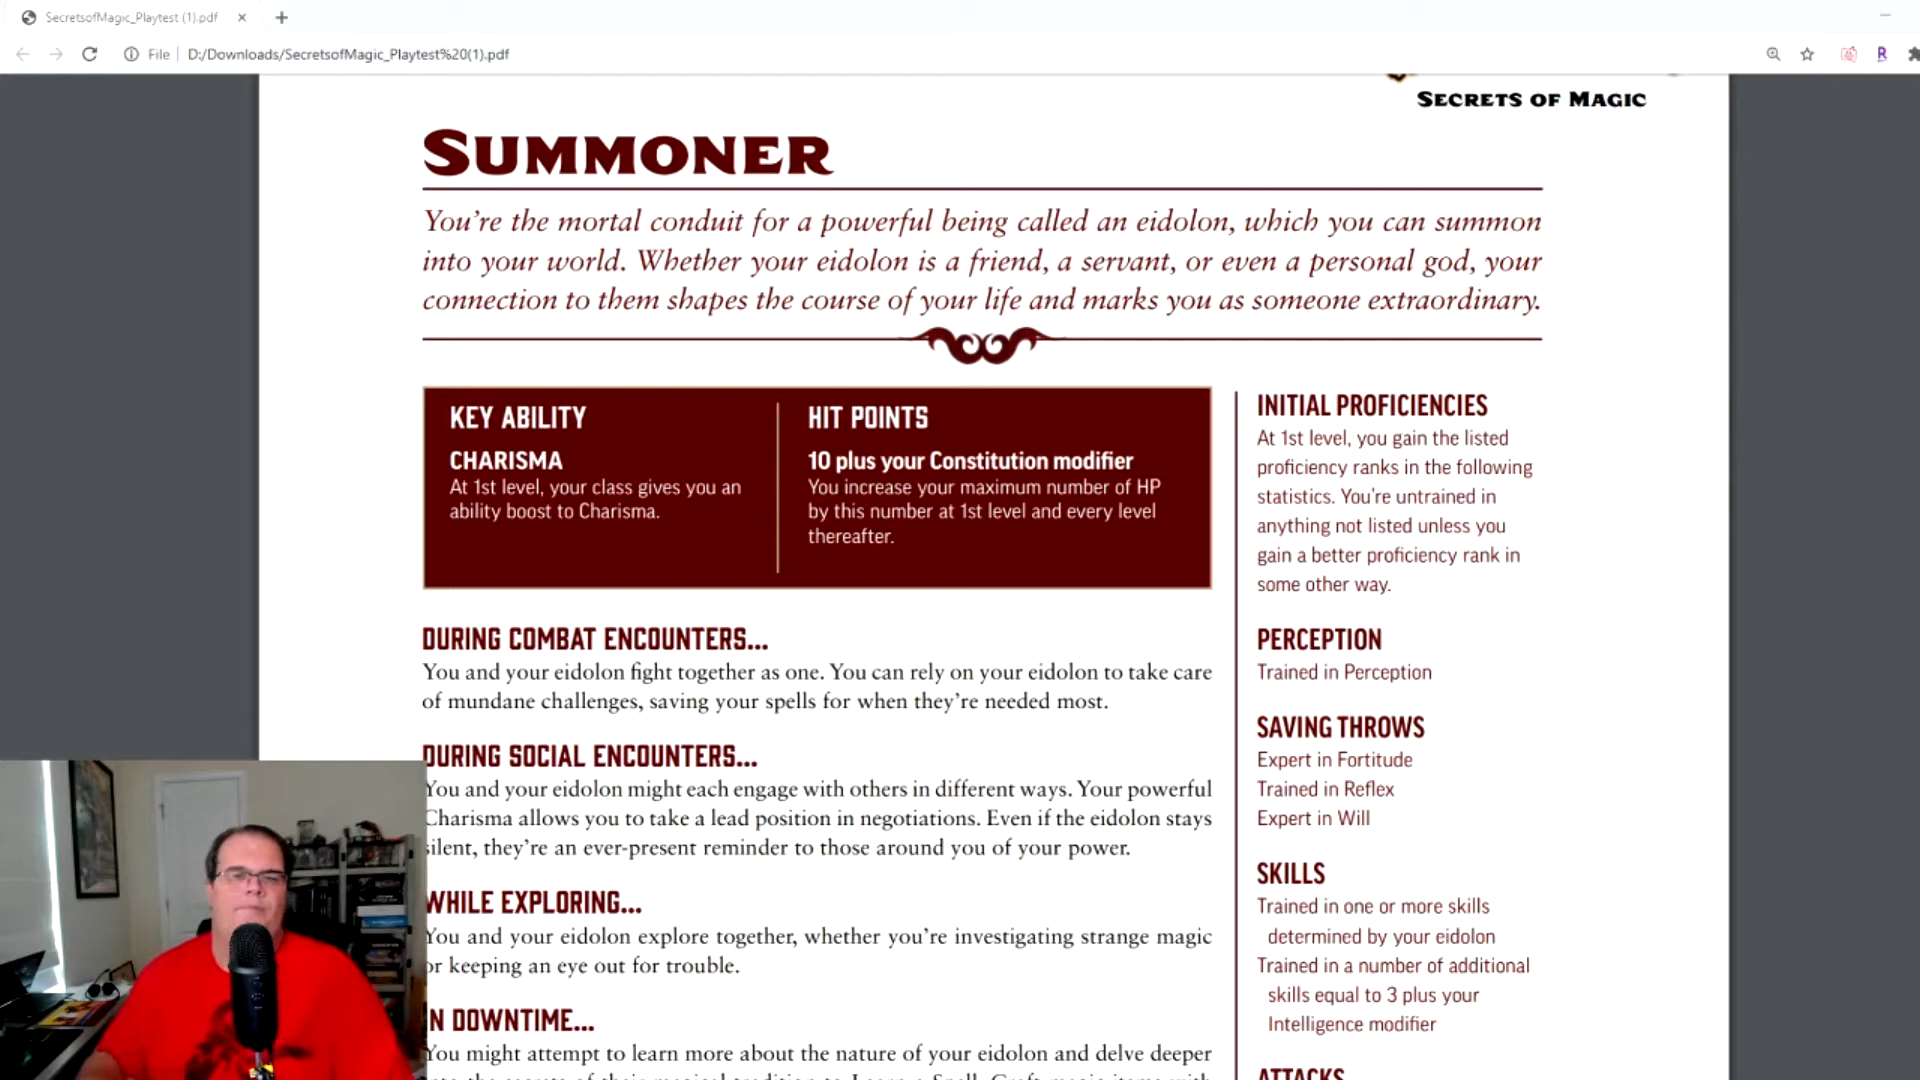 SecretsofMagic_Playtest (1).pdf
File
D:/Downloads/SecretsofMagic_Playtest%20(1).pdf
SECRETS OF MAGIC
SUMMONER
You're the mortal conduit for a powerful being called an eidolon, which you can summon
into your world. Whether your eidolon is a friend, a servant, or even a personal god, your
connection to them shapes the course of your life and marks you as someone extraordinary.
KEY ABILITY
CHARISMA
At 1st level, your class gives you an
ability boost to Charisma.
HIT POINTS
10 plus your Constitution modifier
You increase your maximum number of HP
by this number at 1st level and every level
thereafter.
DURING COMBAT ENCOUNTERS...
You and your eidolon fight together as one. You can rely on your eidolon to take care
of mundane challenges, saving your spells for when they're needed most.
DURING SOCIAL ENCOUNTERS...
You and your eidolon might each engage with others in different ways. Your powerful
Charisma allows you to take a lead position in negotiations. Even if the eidolon stays
silent, they're an ever-present reminder to those around you of your power.
WHILE EXPLORING...
You and your eidolon explore together, whether you're investigating strange magic
or keeping an eye out for trouble.
IN DOWNTIME...
You might attempt to learn more about the nature of your eidolon and delve deeper
INITIAL PROFICIENCIES
At 1st level, you gain the listed
proficiency ranks in the following
statistics. You're untrained in
anything not listed unless you
gain a better proficiency rank in
some other way.
PERCEPTION
Trained in Perception
SAVING THROWS
Expert in Fortitude
Trained in Reflex
Expert in Will
SKILLS
Trained in one or more skills
determined by your eidolon
Trained in a number of additional
skills equal to 3 plus your
Intelligence modifier
ATTACKS